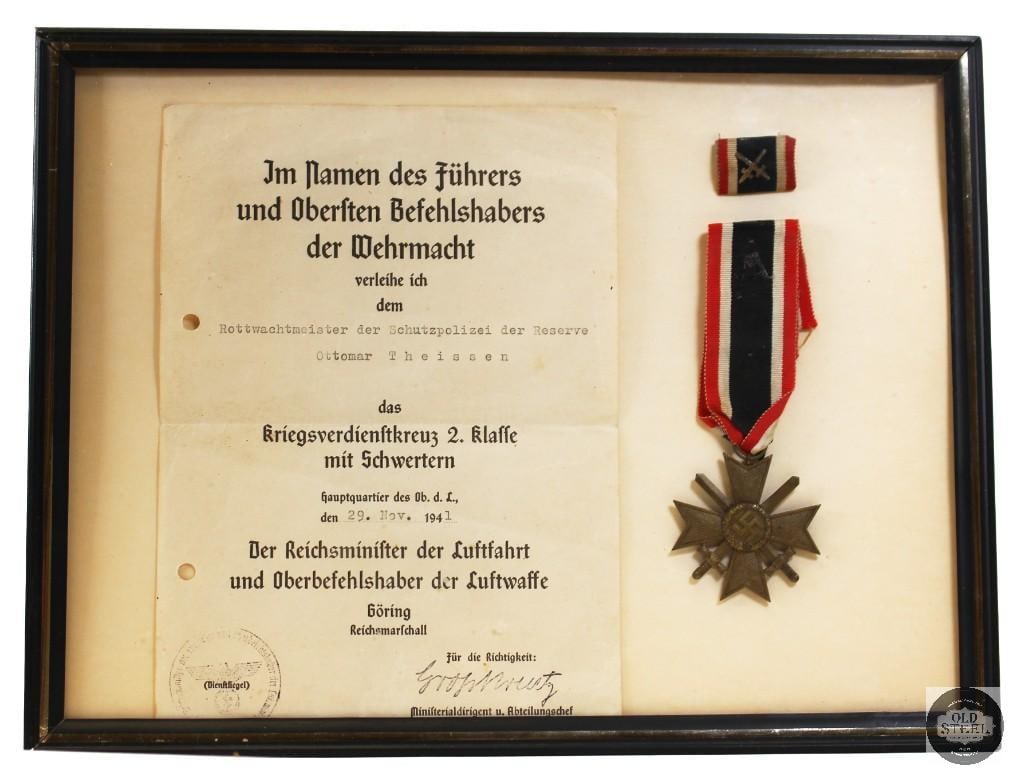 Im Namen des Führers
und Obersten Befehlshabers
der Wehrmacht
verleihe ich
dem
Rottwachtmeister der Schutzpolizei der Reserve
Ottomar Theissen
das
Kriegsverdienstkreuz 2. Klasse
mit Schwertern
Hauptquartier des Ob. d. L.,
den 29. Nov. 1941
Der Reichsminister der Luftfahrt
und Oberbefehlshaber der Luftwaffe
Göring
Reichsmarschall
Für die Richtigkeit:
(Dienstsiegel)
Ministerialdirigent u. Abteilungschef
OLD
STEEL